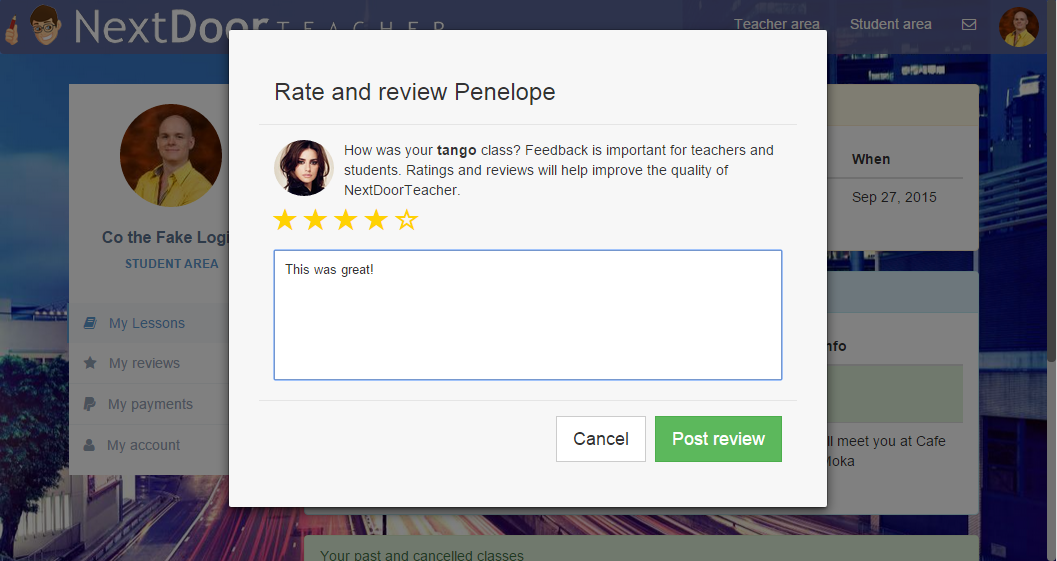 NextDoor TEACHER
Teacher area
Student area
Rate and review Penelope
How was your tango class? Feedback is important for teachers and
students. Ratings and reviews will help improve the quality of
NextDoorTeacher.
This was great!
Cancel
Post review
Co the Fake Logi
STUDENT AREA
My Lessons
My reviews
My payments
My account
When
Sep 27, 2015
nfo
ll meet you at Cafe
Moka
Your past and cancelled classes